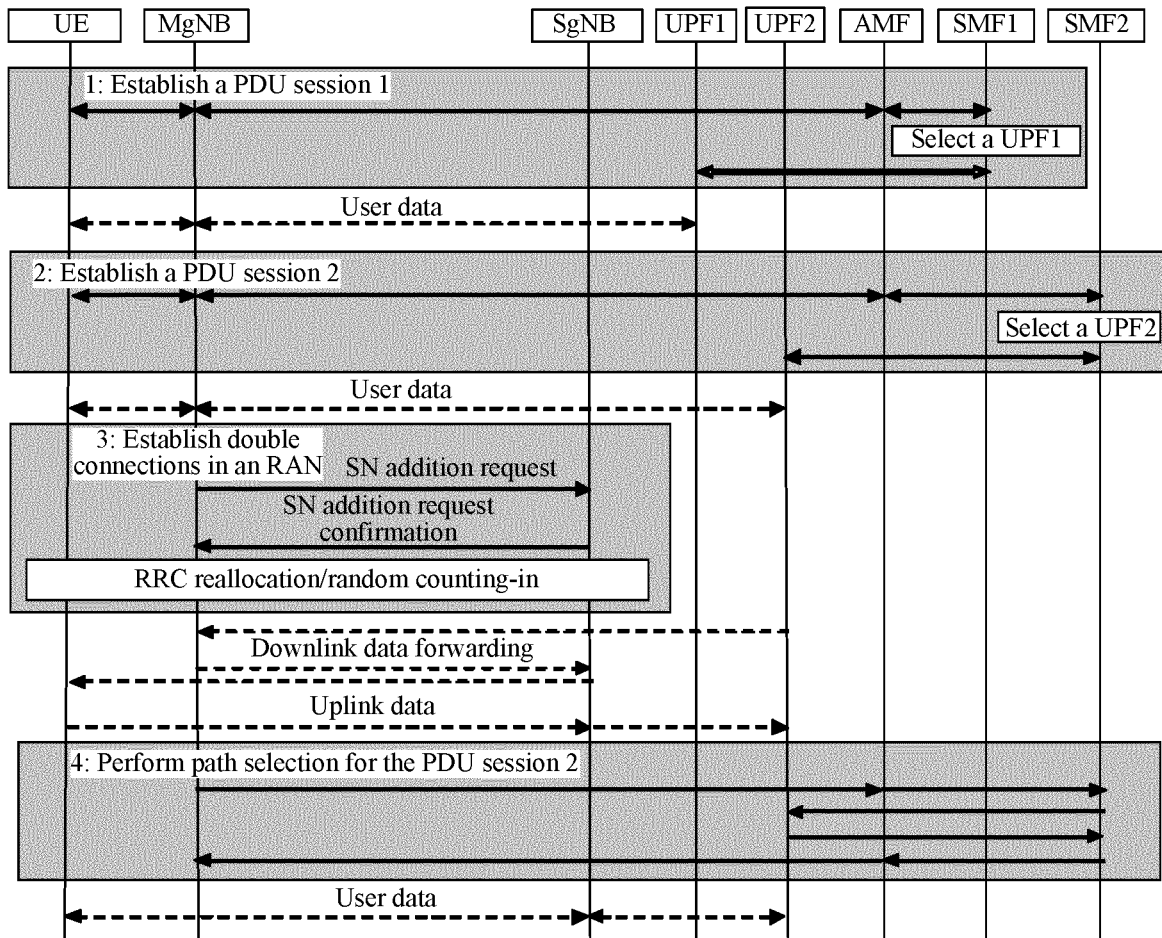 UE MgNB SgNB UPF1 UPF2 AMF SMF1 SMF2
1: Establish a PDU session 1
Select a UPF1
User data
2: Establish a PDU session 2
Select a UPF2
User data
3: Establish double
connections in an RAN
SN addition request
SN addition request
confirmation
RRC reallocation/random counting-in
Downlink data forwarding
Uplink data
4: Perform path selection for the PDU session 2
User data